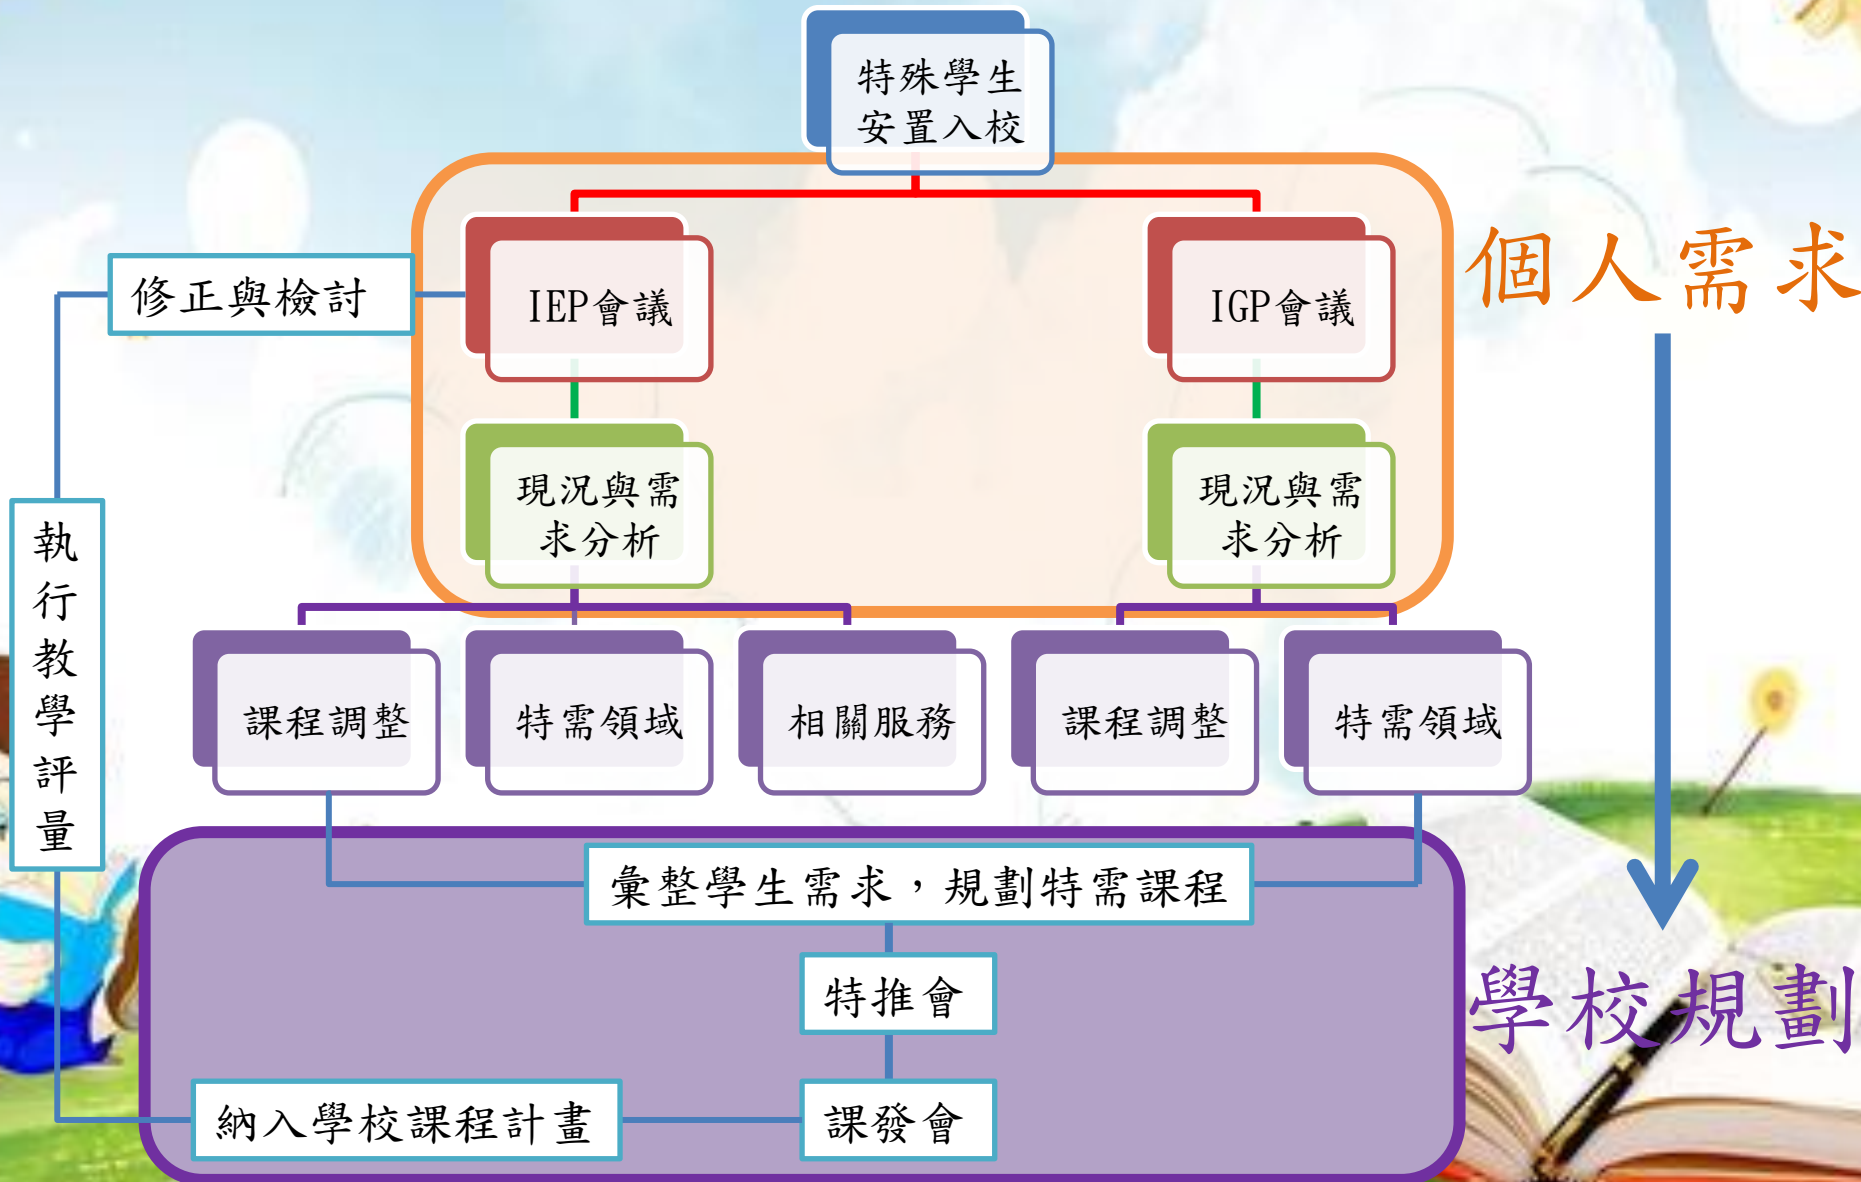 特殊學生
安置入校
個人需求
修正與檢討
IEP會議
IGP會議
現況與需
求分析
現況與需
求分析
執行教學評量
課程調整
特需領域
相關服務
課程調整
特需領域
彙整學生需求，規劃特需課程
特推會
學校規劃
納入學校課程計畫
課發會